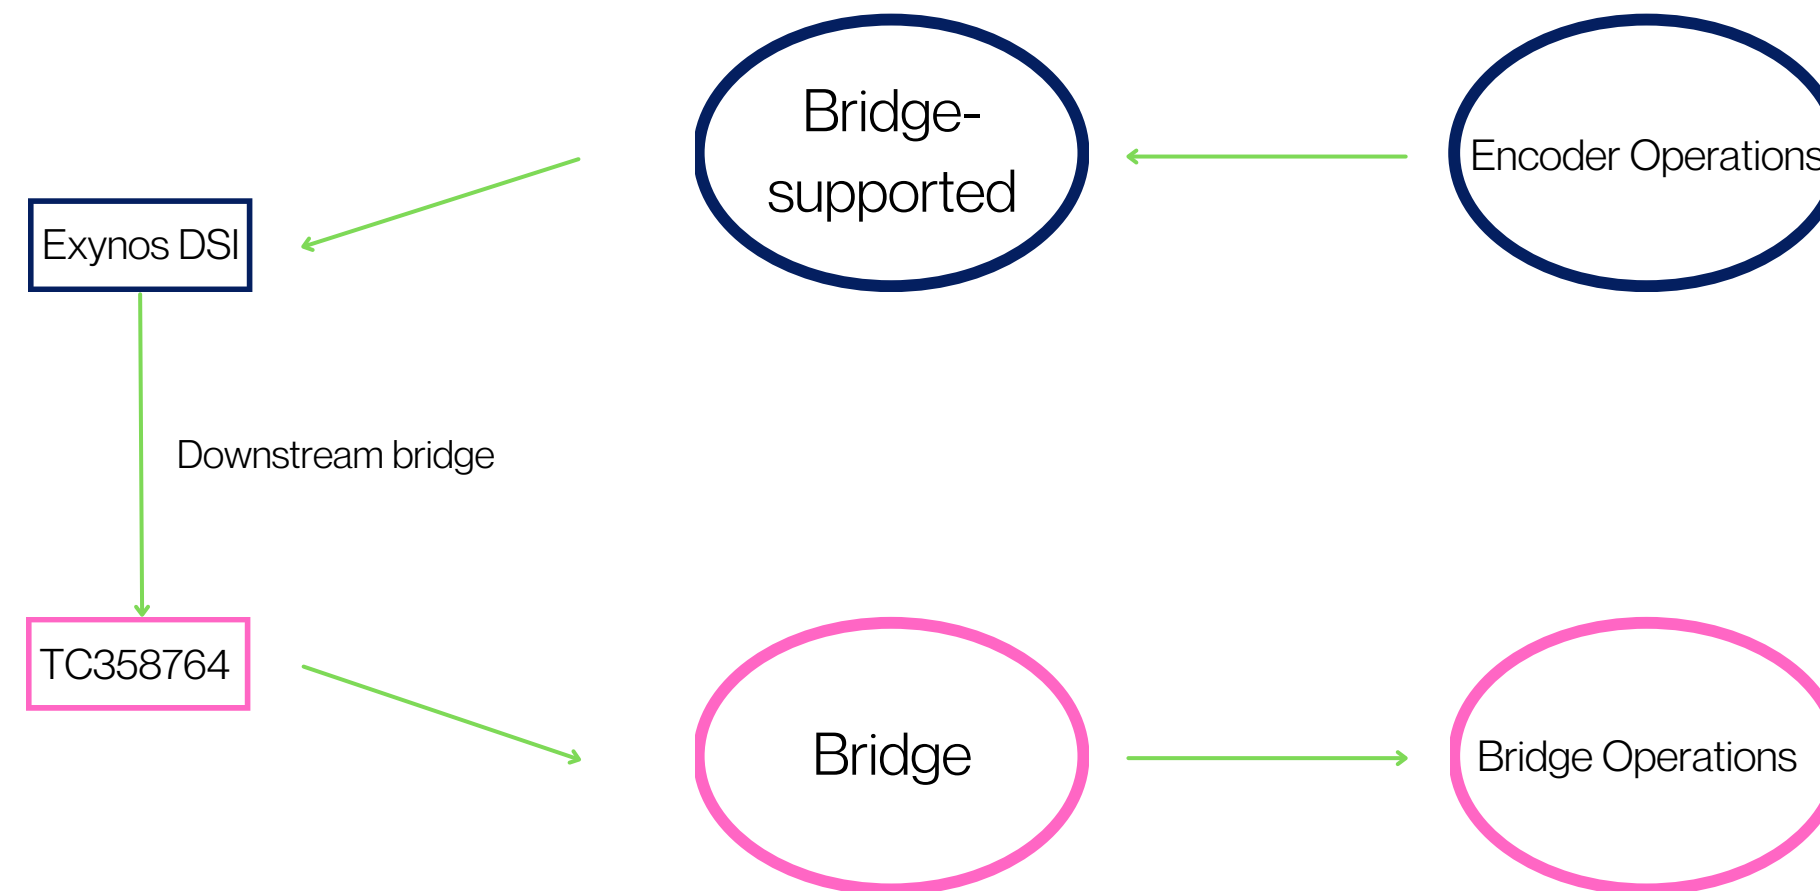 Bridge-
supported
Encoder Operations
Exynos DSI
Downstream bridge
TC358764
Bridge
Bridge Operations